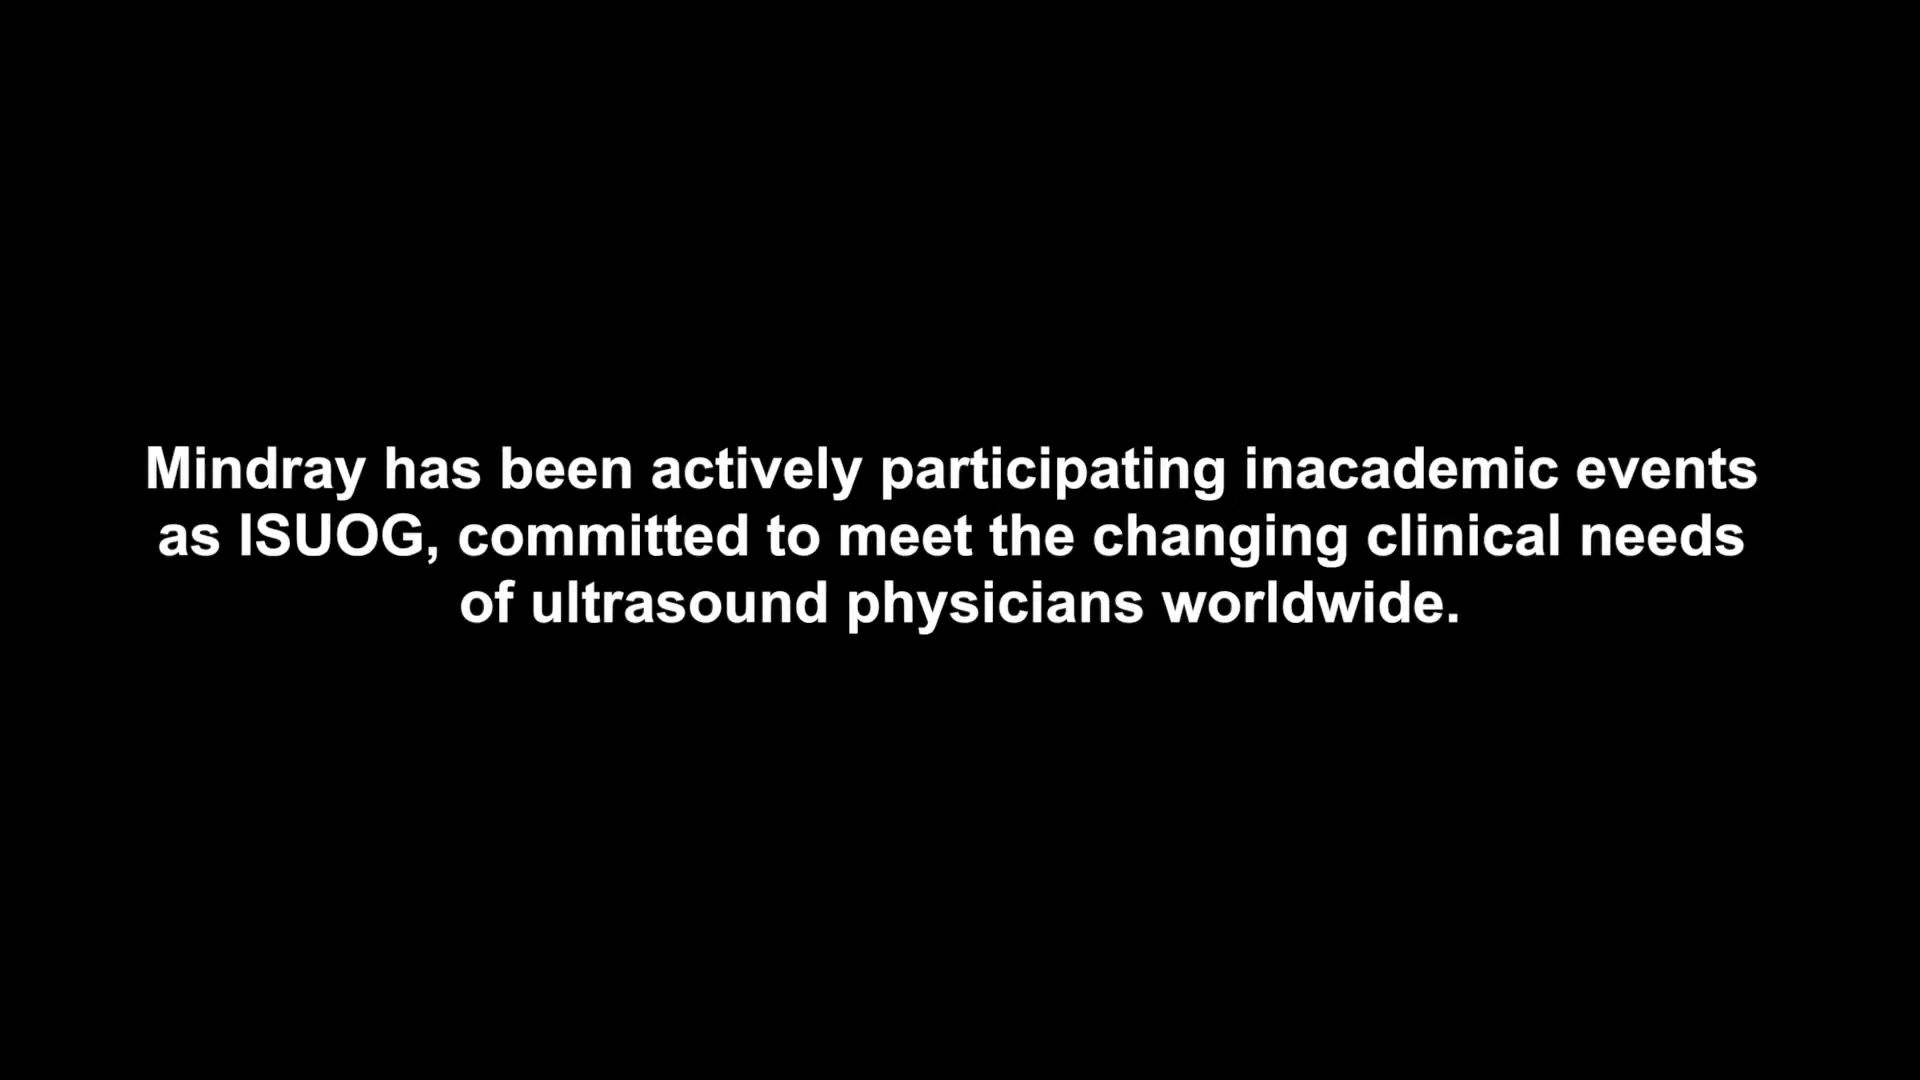 Mindray has been actively participating inacademic events
as ISUOG, committed to meet the changing clinical needs
of ultrasound physicians worldwide.